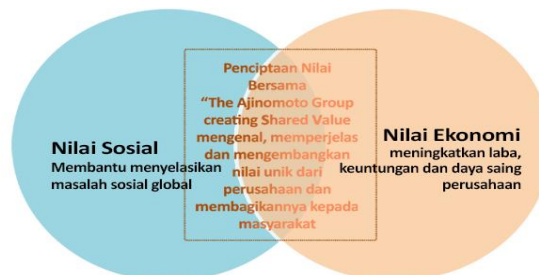 Nilai Sosial
Membantu menyelasikan
masalah sosial global
Penciptaan Nilai
Bersama
“The Ajinomoto Group
creating Shared Value
mengenal, memperjelas
dan mengembangkan
nilai unik dari
perusahaan dan
membagikannya kepada
masyarakat
Nilai Ekonomi
meningkatkan laba,
keuntungan dan daya saing
perusahaan